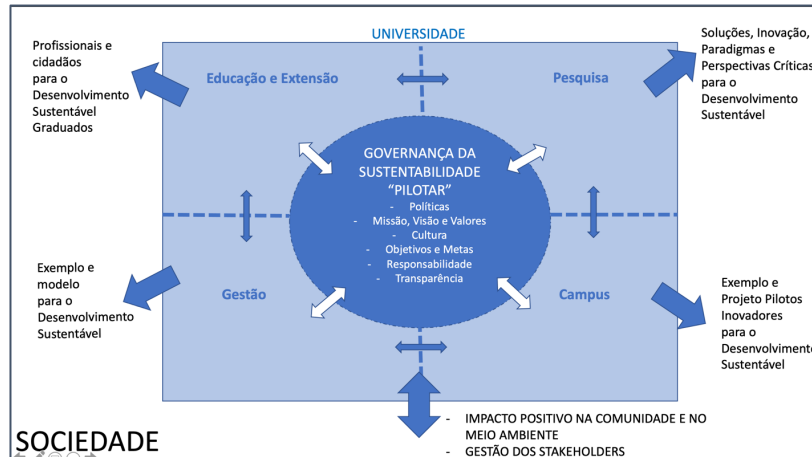 UNIVERSIDADE
Profissionais e
cidadãos
para o
Desenvolvimento
Sustentável
Graduados
Educação e Extensão
Pesquisa
Soluções, Inovação,
Paradigmas e
Perspectivas Críticas
para o
Desenvolvimento
Sustentável
GOVERNANÇA DA
SUSTENTABILIDADE
“PILOTAR”
- Políticas
- Missão, Visão e Valores
- Cultura
- Objetivos e Metas
- Responsabilidade
- Transparência
Exemplo e
modelo
para o
Desenvolvimento
Sustentável
Gestão
Campus
Exemplo e
Projeto Pilotos
Inovadores
para o
Desenvolvimento
Sustentável
- IMPACTO POSITIVO NA COMUNIDADE E NO
MEIO AMBIENTE
- GESTÃO DOS STAKEHOLDERS
SOCIEDADE